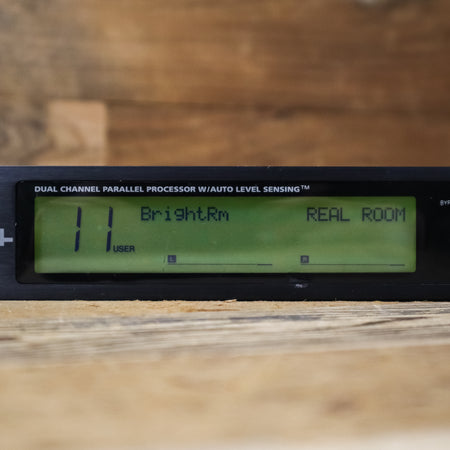 DUAL CHANNEL PARALLEL PROCESSOR W/AUTO LEVEL SENSING™
11 USER BrightRm REAL ROOM
L R